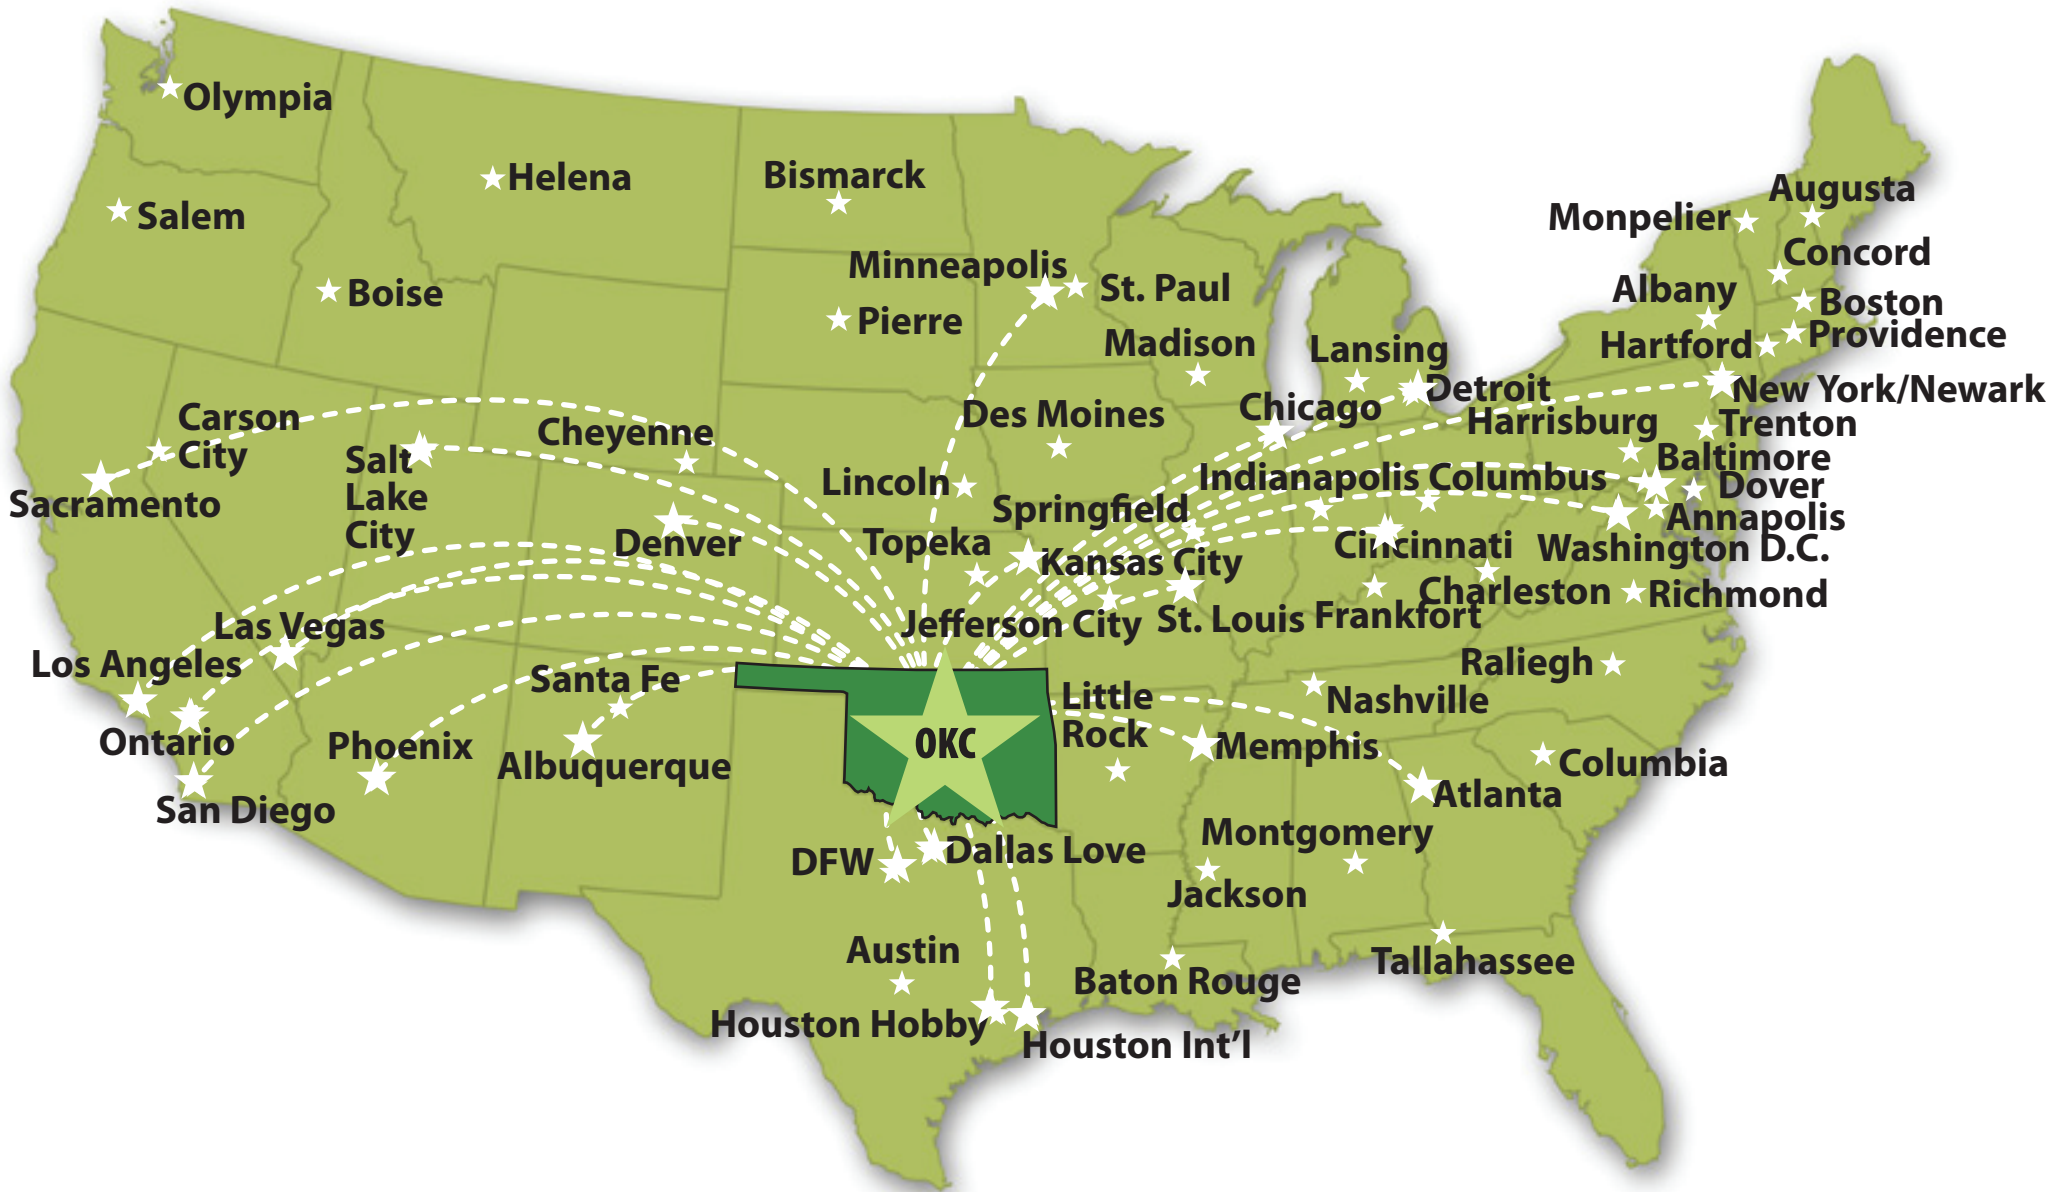 Olympia
Helena
Bismarck
Salem
Augusta
Monpelier
Concord
Minneapolis
St. Paul
Boise
Albany
Boston
Pierre
Providence
Madison
Lansing
Hartford
Detroit
New York/Newark
Chicago
Des Moines
Carson
City
Harrisburg
Trenton
Cheyenne
Baltimore
Salt
Lake
City
Lincoln
Indianapolis
Columbus
Dover
Sacramento
Springfield
Annapolis
Denver
Topeka
Cincinnati
Washington D.C.
Kansas City
Charleston
Richmond
Frankfort
St. Louis
Jefferson City
Las Vegas
Los Angeles
Raliegh
Santa Fe
Little
Rock
Nashville
OKC
Ontario
Phoenix
Memphis
Albuquerque
Columbia
Atlanta
San Diego
Montgomery
DFW
Dallas Love
Jackson
Austin
Tallahassee
Baton Rouge
Houston Hobby
Houston Int'l